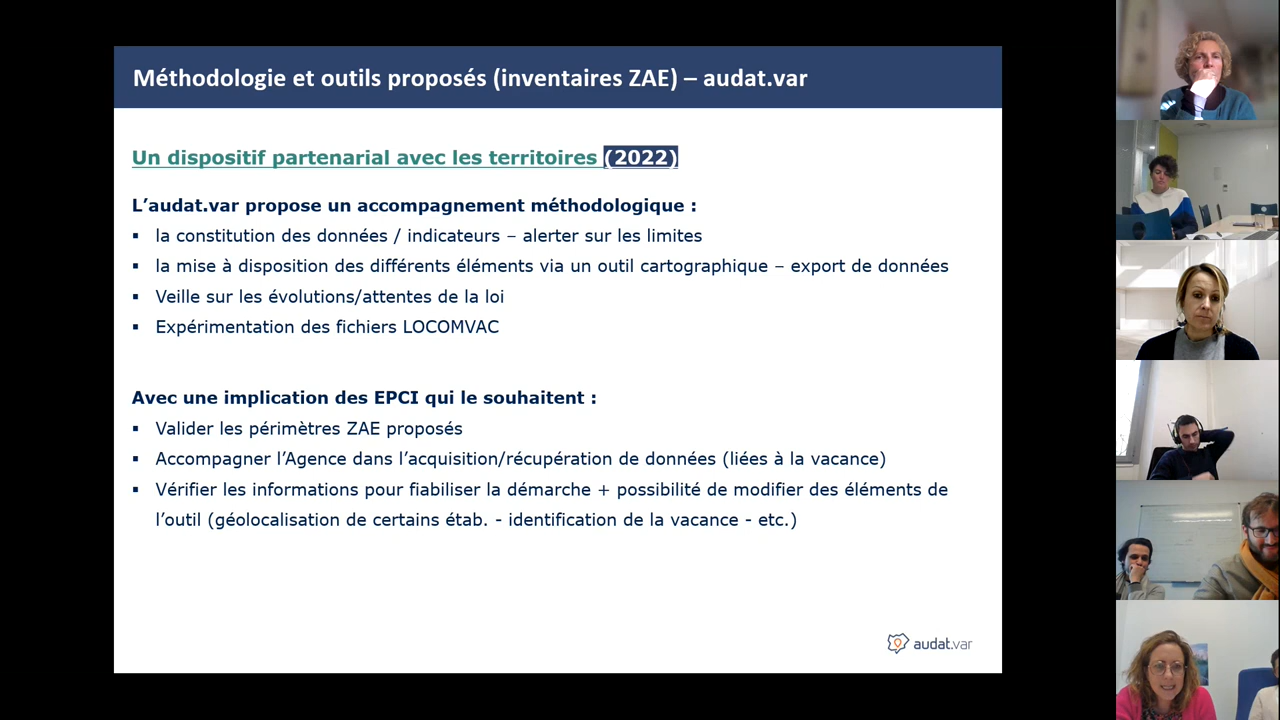 Méthodologie et outils proposés (inventaires ZAE) – audat.var
Un dispositif partenarial avec les territoires (2022)
L’audat.var propose un accompagnement méthodologique :
▪ la constitution des données / indicateurs – alerter sur les limites
▪ la mise à disposition des différents éléments via un outil cartographique – export de données
▪ Veille sur les évolutions/attentes de la loi
▪ Expérimentation des fichiers LOCOMVAC
Avec une implication des EPCI qui le souhaitent :
▪ Valider les périmètres ZAE proposés
▪ Accompagner l’Agence dans l’acquisition/récupération de données (liées à la vacance)
▪ Vérifier les informations pour fiabiliser la démarche + possibilité de modifier des éléments de
l’outil (géolocalisation de certains étab. - identification de la vacance - etc.)
audat.var